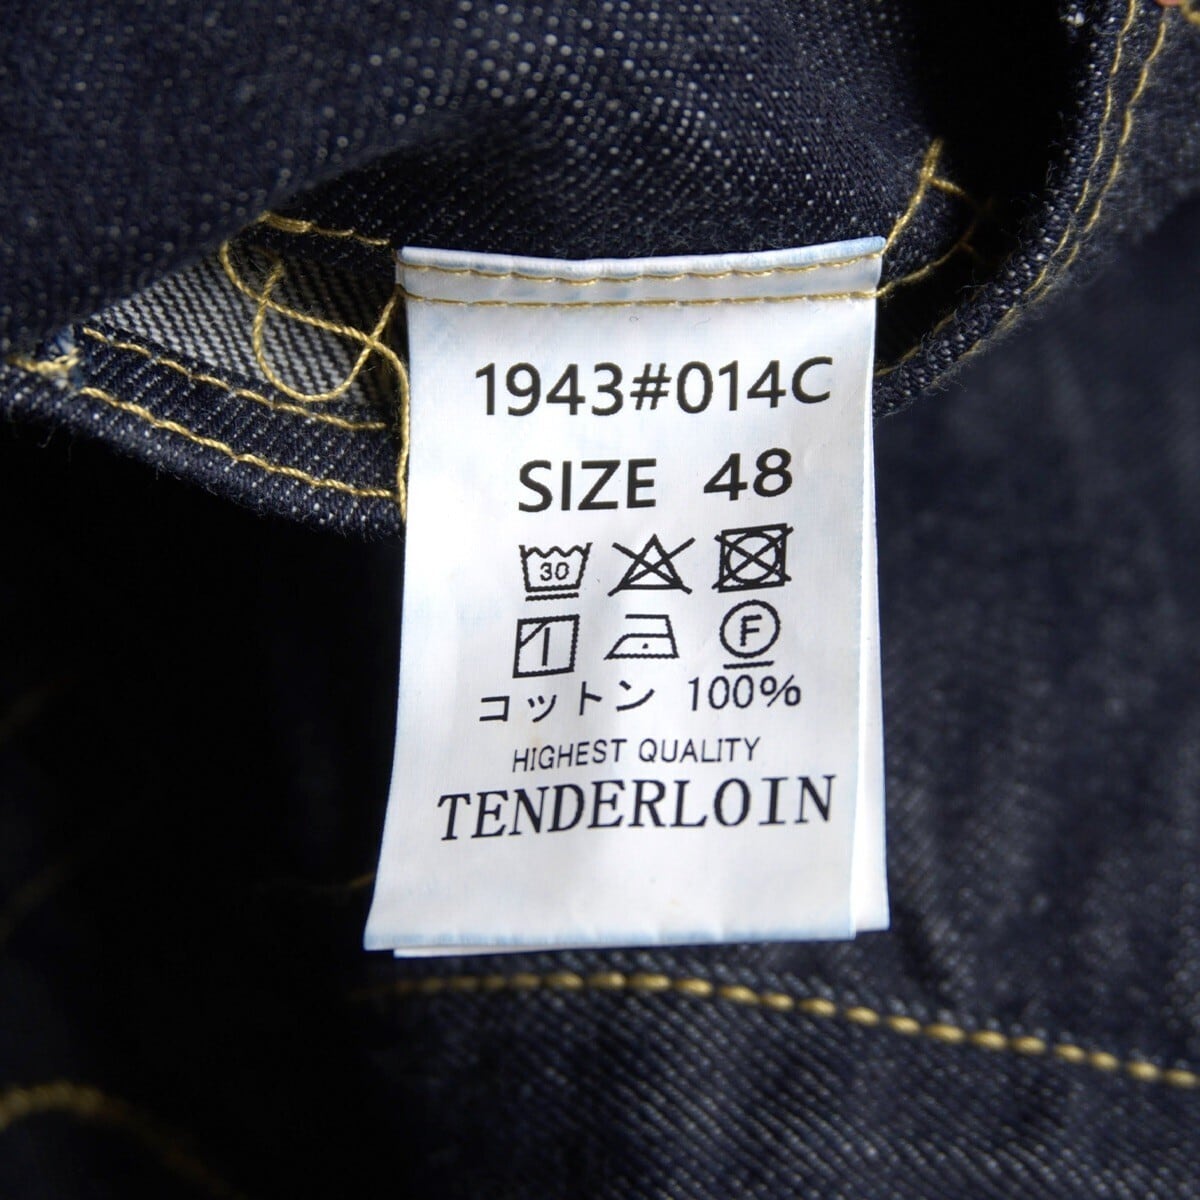 1943#014C
SIZE 48
30
F
コットン 100%
HIGHEST QUALITY
TENDERLOIN